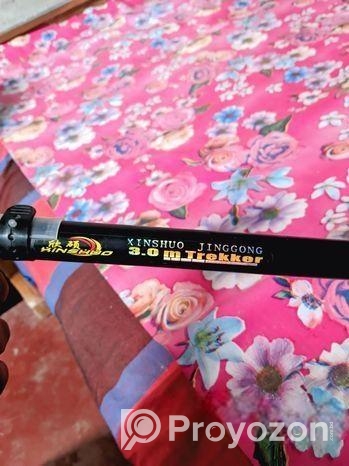 欣硕
XINSHUO
XINSHUO JINGGONG
3.0 m Trekker
Proyozon